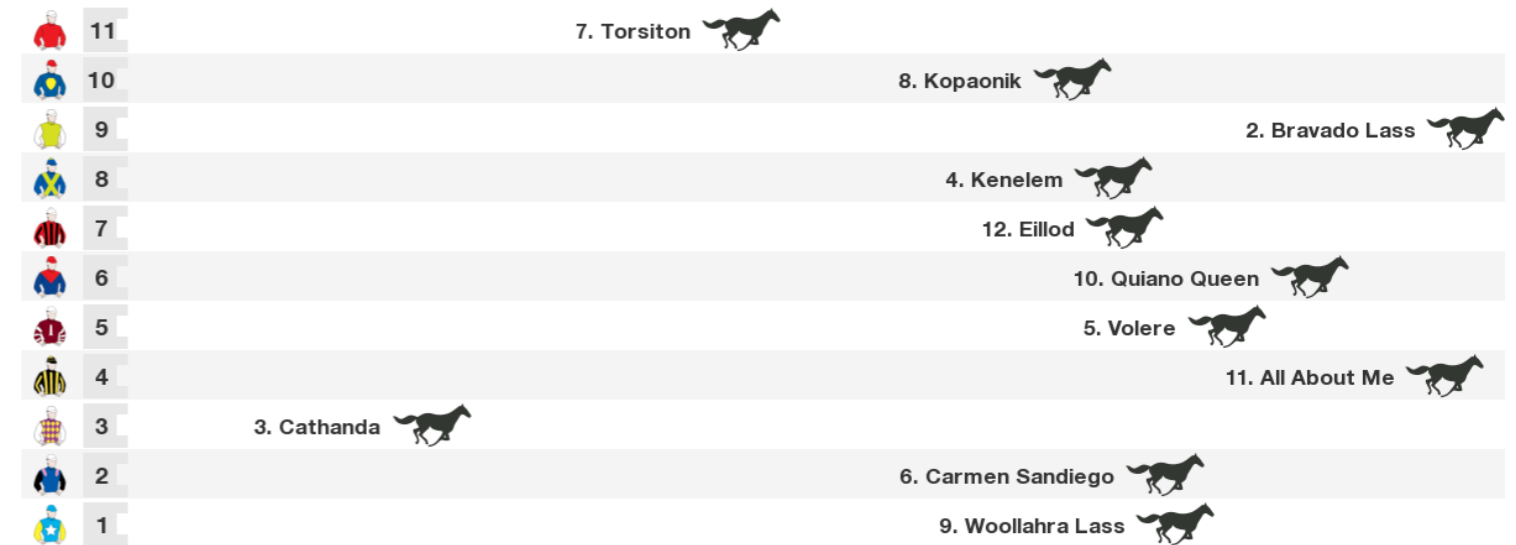 11 7. Torsiton
10 8. Kopaonik
9 2. Bravado Lass
8 4. Kenelem
7 12. Eillod
6 10. Quiano Queen
5 5. Volere
4 11. All About Me
3 3. Cathanda
2 6. Carmen Sandiego
1 9. Woollahra Lass